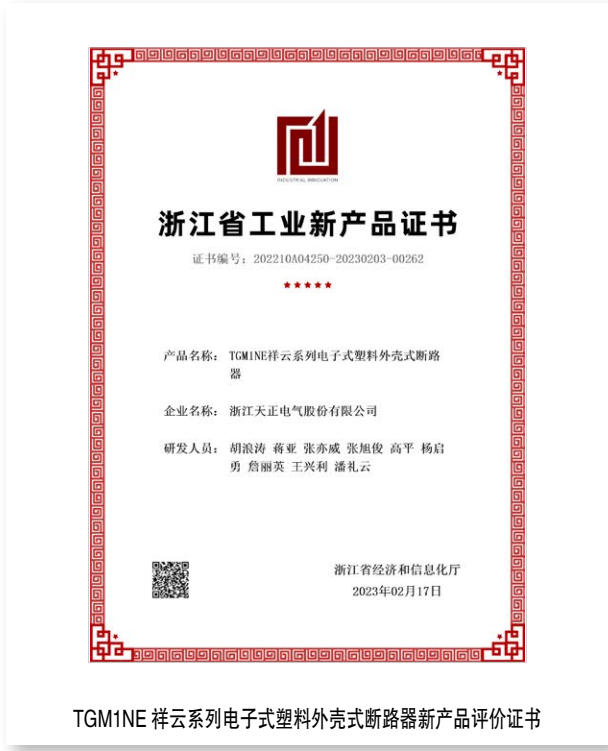 INDUSTRIAL INNOVATION
浙江省工业新产品证书
证书编号：202210A04250-20230203-00262
产品名称： TGM1NE祥云系列电子式塑料外壳式断路
器
企业名称： 浙江天正电气股份有限公司
研发人员： 胡浪涛 蒋亚 张亦威 张旭俊 高平 杨启
勇 詹丽英 王兴利 潘礼云
浙江省经济和信息化厅
2023年02月17日
TGM1NE 祥云系列电子式塑料外壳式断路器新产品评价证书